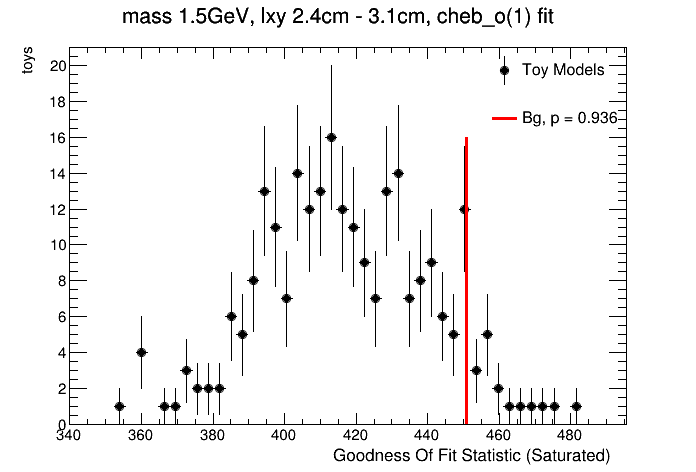 mass 1.5GeV, lxy 2.4cm - 3.1cm, cheb_o(1) fit
toys
20
Toy Models
18
Bg, p = 0.936
16
14
12
10
8
6
4
2
0
340 360 380 400 420 440 460 480
Goodness Of Fit Statistic (Saturated)